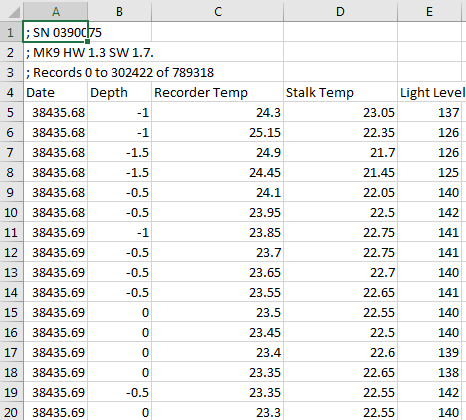 A B C D E
1 ; SN 0390075
2 ; MK9 HW 1.3 SW 1.7.
3 ; Records 0 to 302422 of 789318
4 Date Depth Recorder Temp Stalk Temp Light Level
5 38435.68 -1 24.3 23.05 137
6 38435.68 -1 25.15 22.35 126
7 38435.68 -1.5 24.9 21.7 126
8 38435.68 -1.5 24.45 21.45 125
9 38435.68 -0.5 24.1 22.05 140
10 38435.68 -0.5 23.95 22.5 142
11 38435.69 -1 23.85 22.75 141
12 38435.69 -0.5 23.7 22.75 141
13 38435.69 -0.5 23.65 22.7 140
14 38435.69 -0.5 23.55 22.65 141
15 38435.69 0 23.5 22.55 140
16 38435.69 0 23.45 22.5 140
17 38435.69 0 23.4 22.6 139
18 38435.69 0 23.35 22.65 138
19 38435.69 -0.5 23.35 22.55 142
20 38435.69 0 23.3 22.55 140